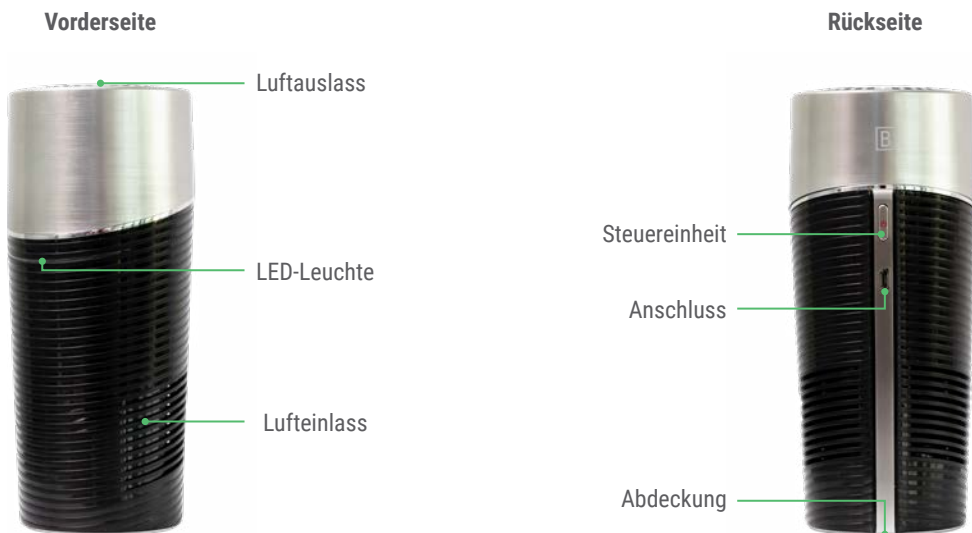 Vorderseite
Rückseite
Luftauslass
B
Steuereinheit
LED-Leuchte
Anschluss
Lufteinlass
Abdeckung